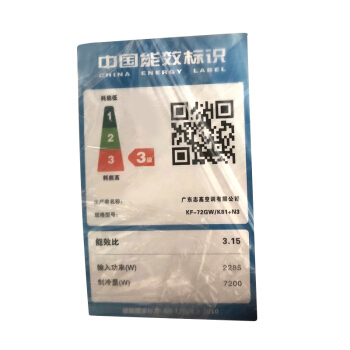 中国能效标识
CHINA ENERGY LABEL
耗能低
1
2
3
3级
耗能高
生产者名称: 广东志高空调有限公司
规格型号: KF-72GW/K81+N3
能效比 3.15
输入功率(W) 2285
制冷量(W) 7200